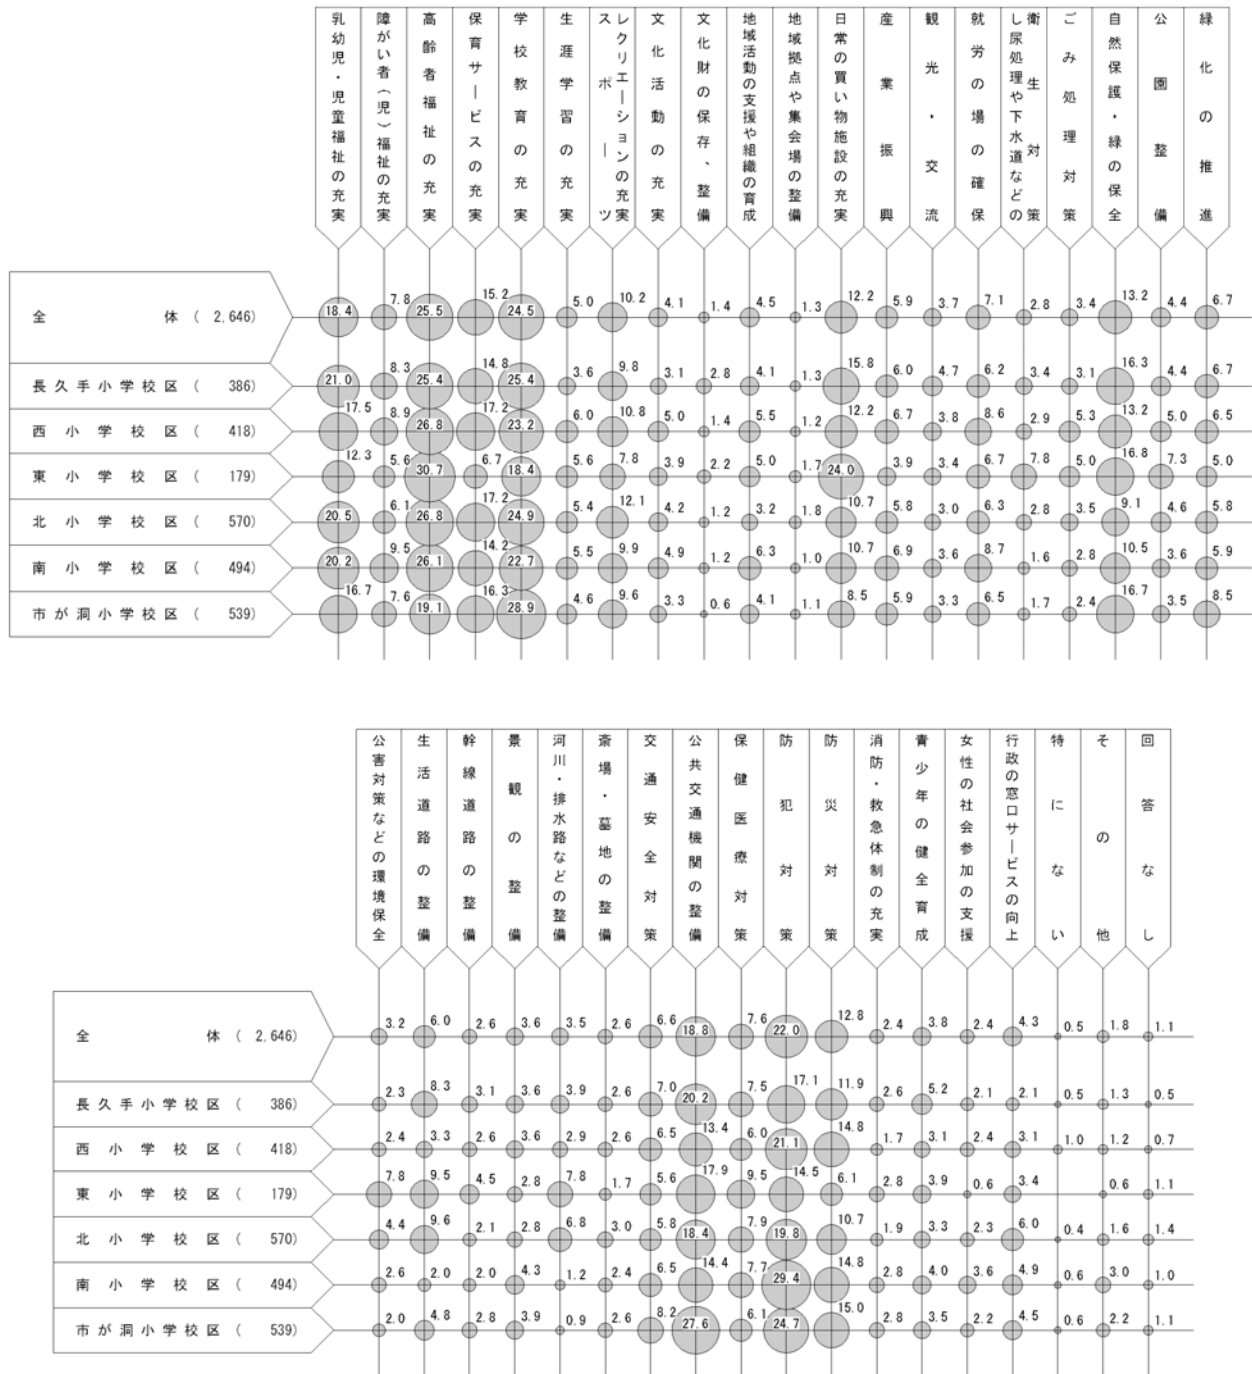 乳幼児・児童福祉の充実
障がい者（児）福祉の充実
高齢者福祉の充実
保育サービスの充実
学校教育の充実
生涯学習の充実
レクリエーションの充実
スポーツ
文化活動の充実
文化財の保存、整備
地域活動の支援や組織の育成
地域拠点や集会場の整備
日常の買い物施設の充実
産業振興
観光・交流
就労の場の確保
衛生対策
し尿処理や下水道などの
ごみ処理対策
自然保護・緑の保全
公園整備
緑化の推進
全体（ 2,646） 18.4 7.8 25.5 15.2 24.5 5.0 10.2 4.1 1.4 4.5 1.3 12.2 5.9 3.7 7.1 2.8 3.4 13.2 4.4 6.7
長久手小学校区（ 386） 21.0 8.3 25.4 14.8 25.4 3.6 9.8 3.1 2.8 4.1 1.3 15.8 6.0 4.7 6.2 3.4 3.1 16.3 4.4 6.7
西小学校区（ 418） 17.5 8.9 26.8 17.2 23.2 6.0 10.8 5.0 1.4 5.5 1.2 12.2 6.7 3.8 8.6 2.9 5.3 13.2 5.0 6.5
東小学校区（ 179） 12.3 5.6 30.7 6.7 18.4 5.6 7.8 3.9 2.2 5.0 1.7 24.0 3.9 3.4 6.7 7.8 5.0 16.8 7.3 5.0
北小学校区（ 570） 20.5 6.1 26.8 17.2 24.9 5.4 12.1 4.2 1.2 3.2 1.8 10.7 5.8 3.0 6.3 2.8 3.5 9.1 4.6 5.8
南小学校区（ 494） 20.2 9.5 26.1 14.2 22.7 5.5 9.9 4.9 1.2 6.3 1.0 10.7 6.9 3.6 8.7 1.6 2.8 10.5 3.6 5.9
市が洞小学校区（ 539） 16.7 7.6 19.1 16.3 28.9 4.6 9.6 3.3 0.6 4.1 1.1 8.5 5.9 3.3 6.5 1.7 2.4 16.7 3.5 8.5
公害対策などの環境保全
生活道路の整備
幹線道路の整備
景観の整備
河川・排水路などの整備
斎場・墓地の整備
交通安全対策
公共交通機関の整備
保健医療対策
防犯対策
防災対策
消防・救急体制の充実
青少年の健全育成
女性の社会参加の支援
行政の窓口サービスの向上
特にない
その他
回答なし
全体（ 2,646） 3.2 6.0 2.6 3.6 3.5 2.6 6.6 18.8 7.6 22.0 12.8 2.4 3.8 2.4 4.3 0.5 1.8 1.1
長久手小学校区（ 386） 2.3 8.3 3.1 3.6 3.9 2.6 7.0 20.2 7.5 17.1 11.9 2.6 5.2 2.1 2.1 0.5 1.3 0.5
西小学校区（ 418） 2.4 3.3 2.6 3.6 2.9 2.6 6.5 13.4 6.0 21.1 14.8 1.7 3.1 2.4 3.1 1.0 1.2 0.7
東小学校区（ 179） 7.8 9.5 4.5 2.8 7.8 1.7 5.6 17.9 9.5 14.5 6.1 2.8 3.9 0.6 3.4 0.6 1.1
北小学校区（ 570） 4.4 9.6 2.1 2.8 6.8 3.0 5.8 18.4 7.9 19.8 10.7 1.9 3.3 2.3 6.0 0.4 1.6 1.4
南小学校区（ 494） 2.6 2.0 2.0 4.3 1.2 2.4 6.5 14.4 7.7 29.4 14.8 2.8 4.0 3.6 4.9 0.6 3.0 1.0
市が洞小学校区（ 539） 2.0 4.8 2.8 3.9 0.9 2.6 8.2 27.6 6.1 24.7 15.0 2.8 3.5 2.2 4.5 0.6 2.2 1.1